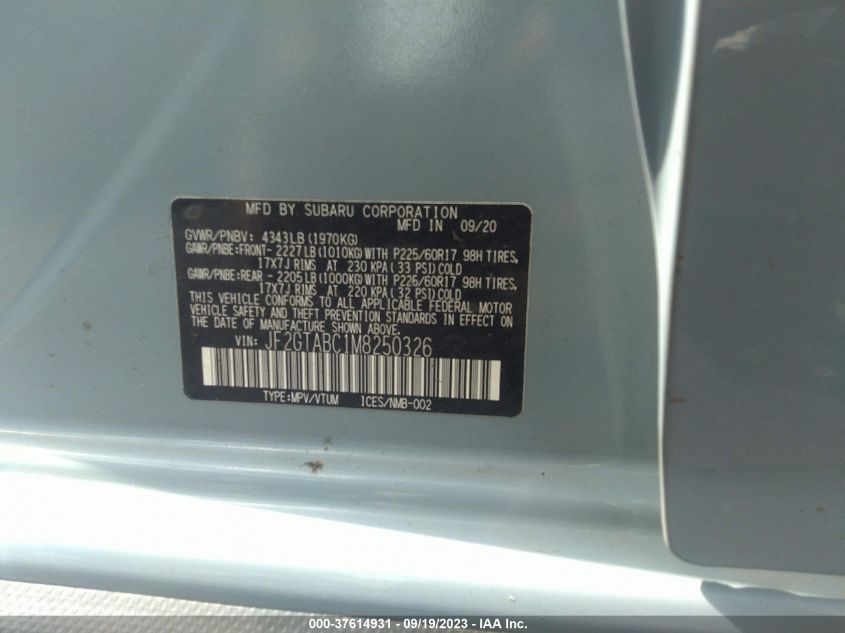 MFD BY SUBARU CORPORATION
MFD IN 09/20
GVWR/PNBV: 4343LB(1970KG)
GAWR/PNBE:FRONT- 2227LB(1010KG)WITH P225/60R17 98H TIRES,
17X7J RIMS AT 230 KPA(33 PSI)COLD
GAWR/PNBE:REAR - 2205LB(1000KG)WITH P225/60R17 98H TIRES,
17X7J RIMS AT 220 KPA(32 PSI)COLD
THIS VEHICLE CONFORMS TO ALL APPLICABLE FEDERAL MOTOR
VEHICLE SAFETY AND THEFT PREVENTION STANDARDS IN EFFECT
ON THE DATE OF MANUFACTURE SHOWN ABOVE.
VIN: JF2GTABC1M8250326
TYPE:MPV/VTUM ICES/NMB-002
000-37614931 - 09/19/2023 - IAA Inc.